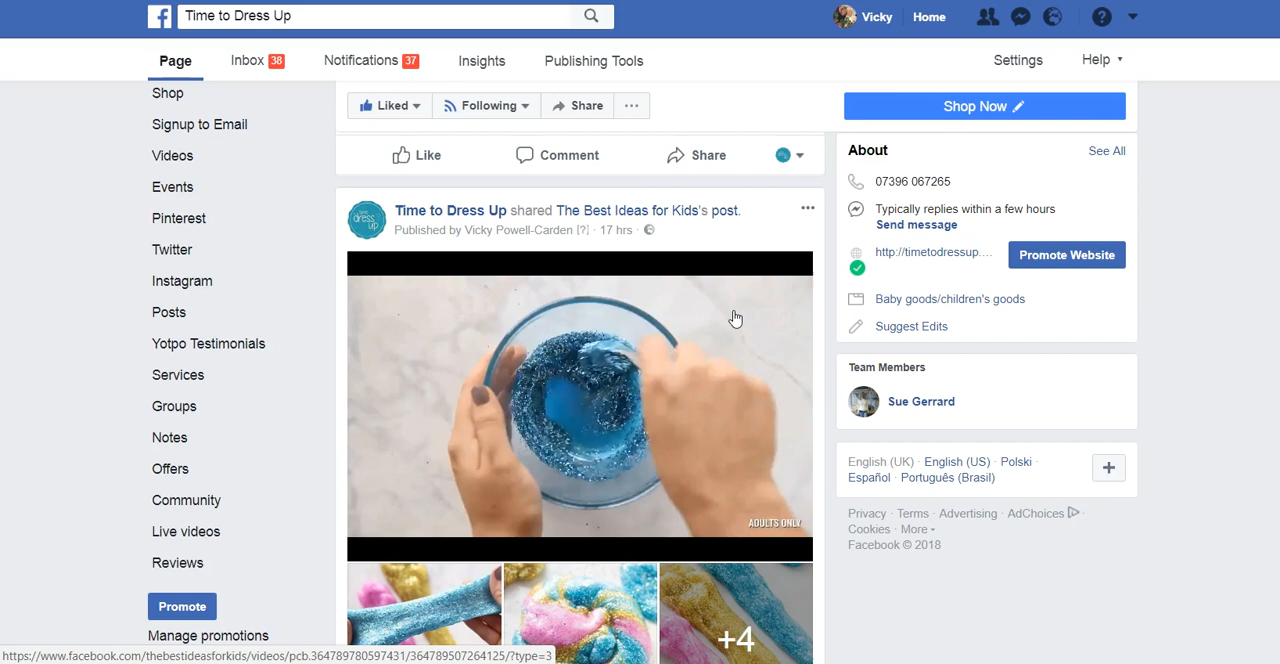 Time to Dress Up
Vicky
Home
Page
Inbox 38
Notifications 37
Insights
Publishing Tools
Settings
Help
Shop
Signup to Email
Videos
Events
Pinterest
Twitter
Instagram
Posts
Yotpo Testimonials
Services
Groups
Notes
Offers
Community
Live videos
Reviews
Promote
Manage promotions
Liked
Following
Share
Shop Now
Like
Comment
Share
time to
dress
up
Time to Dress Up shared The Best Ideas for Kids's post.
Published by Vicky Powell-Carden [?] · 17 hrs ·
ADULTS ONLY
+4
About
See All
07396 067265
Typically replies within a few hours
Send message
http://timetodressup....
Promote Website
Baby goods/children's goods
Suggest Edits
Team Members
Sue Gerrard
English (UK) · English (US) · Polski ·
Español · Português (Brasil)
Privacy · Terms · Advertising · AdChoices ·
Cookies · More
Facebook © 2018
https://www.facebook.com/thebestideasforkids/videos/pcb.364789780597431/364789507264125/?type=3